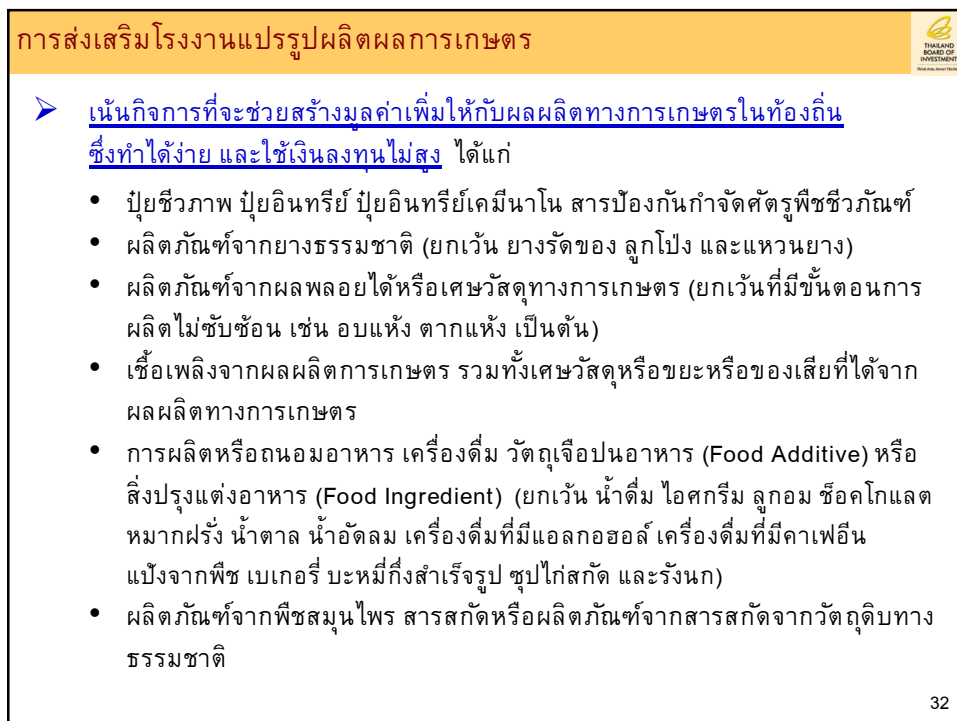 การส่งเสริมโรงงานแปรรูปผลิตผลการเกษตร
THAILAND
BOARD OF
INVESTMENT
➢ เน้นกิจการที่จะช่วยสร้างมูลค่าเพิ่มให้กับผลผลิตทางการเกษตรในท้องถิ่น
ซึ่งทำได้ง่าย และใช้เงินลงทุนไม่สูง ได้แก่
• ปุ๋ยชีวภาพ ปุ๋ยอินทรีย์ ปุ๋ยอินทรีย์เคมีนาโน สารป้องกันกำจัดศัตรูพืชชีวภัณฑ์
• ผลิตภัณฑ์จากยางธรรมชาติ (ยกเว้น ยางรัดของ ลูกโป่ง และแหวนยาง)
• ผลิตภัณฑ์จากผลพลอยได้หรือเศษวัสดุทางการเกษตร (ยกเว้นที่มีขั้นตอนการ
ผลิตไม่ซับซ้อน เช่น อบแห้ง ตากแห้ง เป็นต้น)
• เชื้อเพลิงจากผลผลิตการเกษตร รวมทั้งเศษวัสดุหรือขยะหรือของเสียที่ได้จาก
ผลผลิตทางการเกษตร
• การผลิตหรือถนอมอาหาร เครื่องดื่ม วัตถุเจือปนอาหาร (Food Additive) หรือ
สิ่งปรุงแต่งอาหาร (Food Ingredient) (ยกเว้น น้ำดื่ม ไอศกรีม ลูกอม ช็อคโกแลต
หมากฝรั่ง น้ำตาล น้ำอัดลม เครื่องดื่มที่มีแอลกอฮอล์ เครื่องดื่มที่มีคาเฟอีน
แป้งจากพืช เบเกอรี่ บะหมี่กึ่งสำเร็จรูป ซุปไก่สกัด และรังนก)
• ผลิตภัณฑ์จากพืชสมุนไพร สารสกัดหรือผลิตภัณฑ์จากสารสกัดจากวัตถุดิบทาง
ธรรมชาติ
32